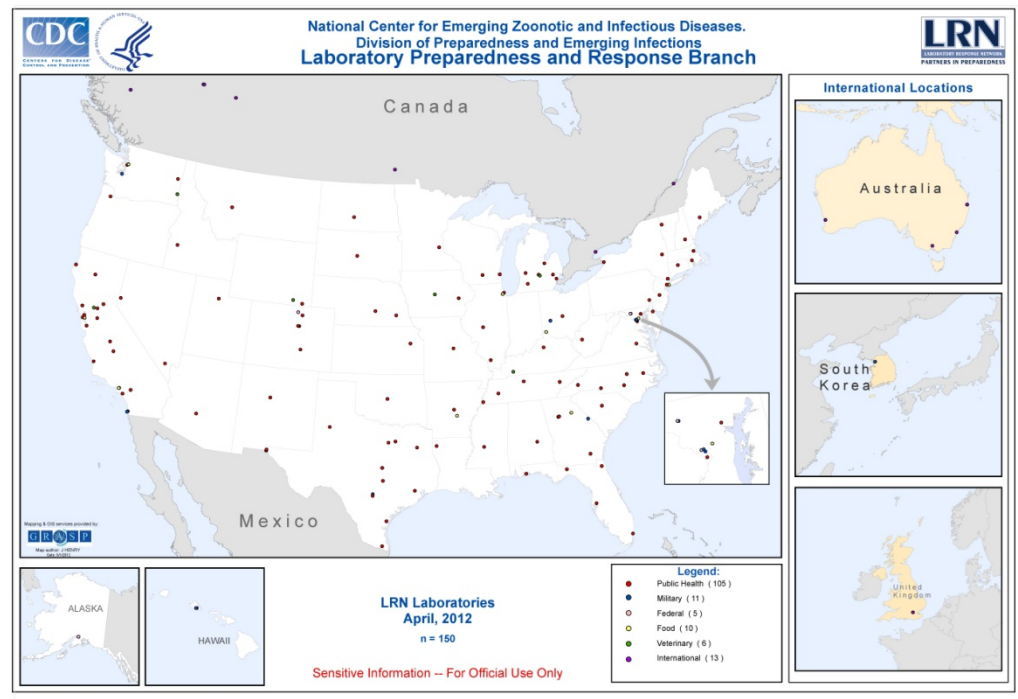 CDC
CENTERS FOR DISEASE
CONTROL AND PREVENTION
National Center for Emerging Zoonotic and Infectious Diseases.
Division of Preparedness and Emerging Infections
Laboratory Preparedness and Response Branch
LRN
LABORATORY RESPONSE NETWORK
PARTNERS IN PREPAREDNESS
Canada
Mexico
Mapping & GIS services provided by
GRASP
International Locations
Australia
South
Korea
United
Kingdom
ALASKA
HAWAII
LRN Laboratories
April, 2012
n = 150
Sensitive Information -- For Official Use Only
Legend:
Public Health ( 105 )
Military ( 11 )
Federal ( 5 )
Food ( 10 )
Veterinary ( 6 )
International ( 13 )